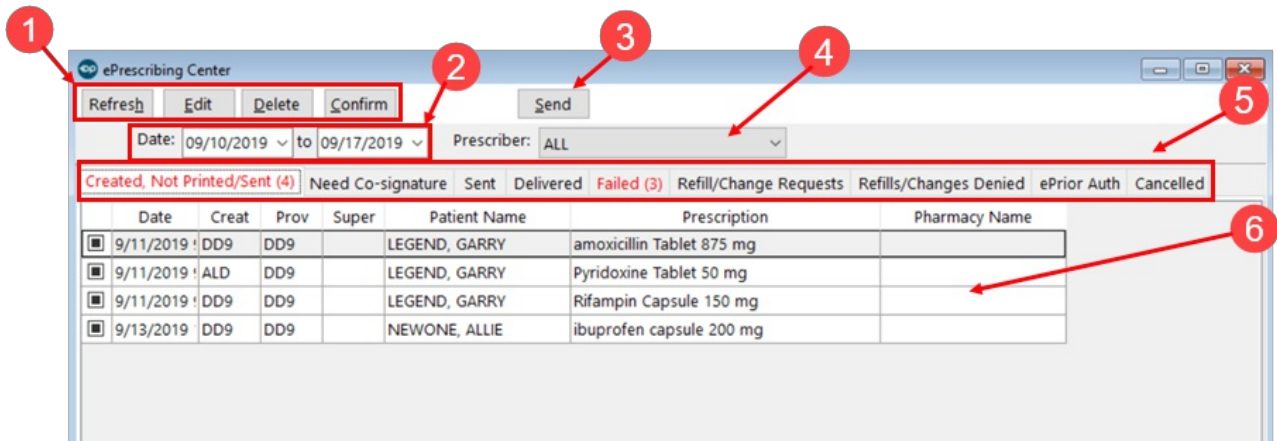 1
2
3
4
5
6
ePrescribing Center
Refresh Edit Delete Confirm Send
Date: 09/10/2019 to 09/17/2019 Prescriber: ALL
Created, Not Printed/Sent (4) Need Co-signature Sent Delivered Failed (3) Refill/Change Requests Refills/Changes Denied ePrior Auth Cancelled
Date Creat Prov Super Patient Name Prescription Pharmacy Name
9/11/2019 DD9 DD9 LEGEND, GARRY amoxicillin Tablet 875 mg
9/11/2019 ALD DD9 LEGEND, GARRY Pyridoxine Tablet 50 mg
9/11/2019 DD9 DD9 LEGEND, GARRY Rifampin Capsule 150 mg
9/13/2019 DD9 DD9 NEWONE, ALLIE ibuprofen capsule 200 mg